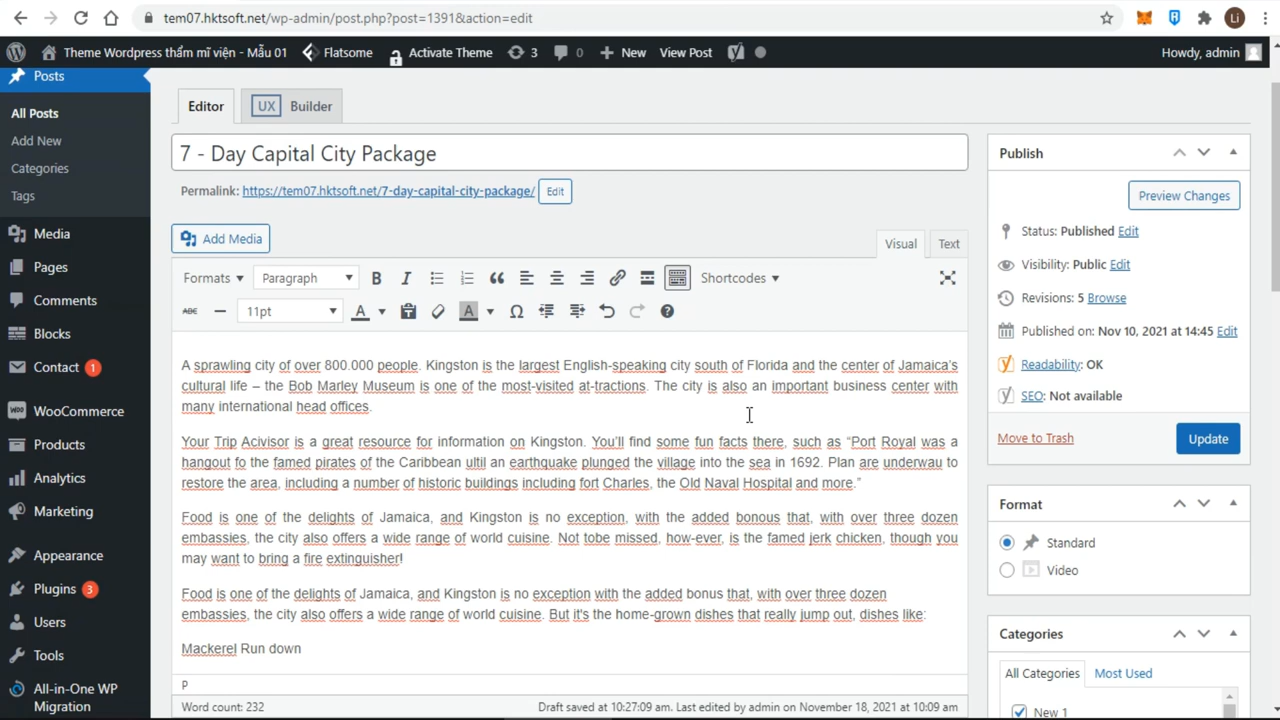 tem07.hktsoft.net/wp-admin/post.php?post=1391&action=edit
Li
Theme Wordpress thẩm mĩ viện - Mẫu 01
Flatsome
Activate Theme
3
0
New
View Post
Howdy, admin
Posts
All Posts
Add New
Categories
Tags
Media
Pages
Comments
Blocks
Contact 1
WooCommerce
Products
Analytics
Marketing
Appearance
Plugins 3
Users
Tools
All-in-One WP
Migration
Editor
UX Builder
7 - Day Capital City Package
Permalink: https://tem07.hktsoft.net/7-day-capital-city-package/ Edit
Add Media
Visual
Text
Formats
Paragraph
B
I
Shortcodes
ABC
11pt
A
A
Ω
A sprawling city of over 800.000 people. Kingston is the largest English-speaking city south of Florida and the center of Jamaica's
cultural life – the Bob Marley Museum is one of the most-visited at-tractions. The city is also an important business center with
many international head offices.
Your Trip Acivisor is a great resource for information on Kingston. You'll find some fun facts there, such as “Port Royal was a
hangout fo the famed pirates of the Caribbean ultil an earthquake plunged the village into the sea in 1692. Plan are underwau to
restore the area, including a number of historic buildings including fort Charles, the Old Naval Hospital and more.”
Food is one of the delights of Jamaica, and Kingston is no exception, with the added bonous that, with over three dozen
embassies, the city also offers a wide range of world cuisine. Not tobe missed, how-ever, is the famed jerk chicken, though you
may want to bring a fire extinguisher!
Food is one of the delights of Jamaica, and Kingston is no exception with the added bonus that, with over three dozen
embassies, the city also offers a wide range of world cuisine. But it's the home-grown dishes that really jump out, dishes like:
Mackerel Run down
p
Word count: 232
Draft saved at 10:27:09 am. Last edited by admin on November 18, 2021 at 10:09 am
Publish
Preview Changes
Status: Published Edit
Visibility: Public Edit
Revisions: 5 Browse
Published on: Nov 10, 2021 at 14:45 Edit
Readability: OK
SEO: Not available
Move to Trash
Update
Format
Standard
Video
Categories
All Categories
Most Used
New 1